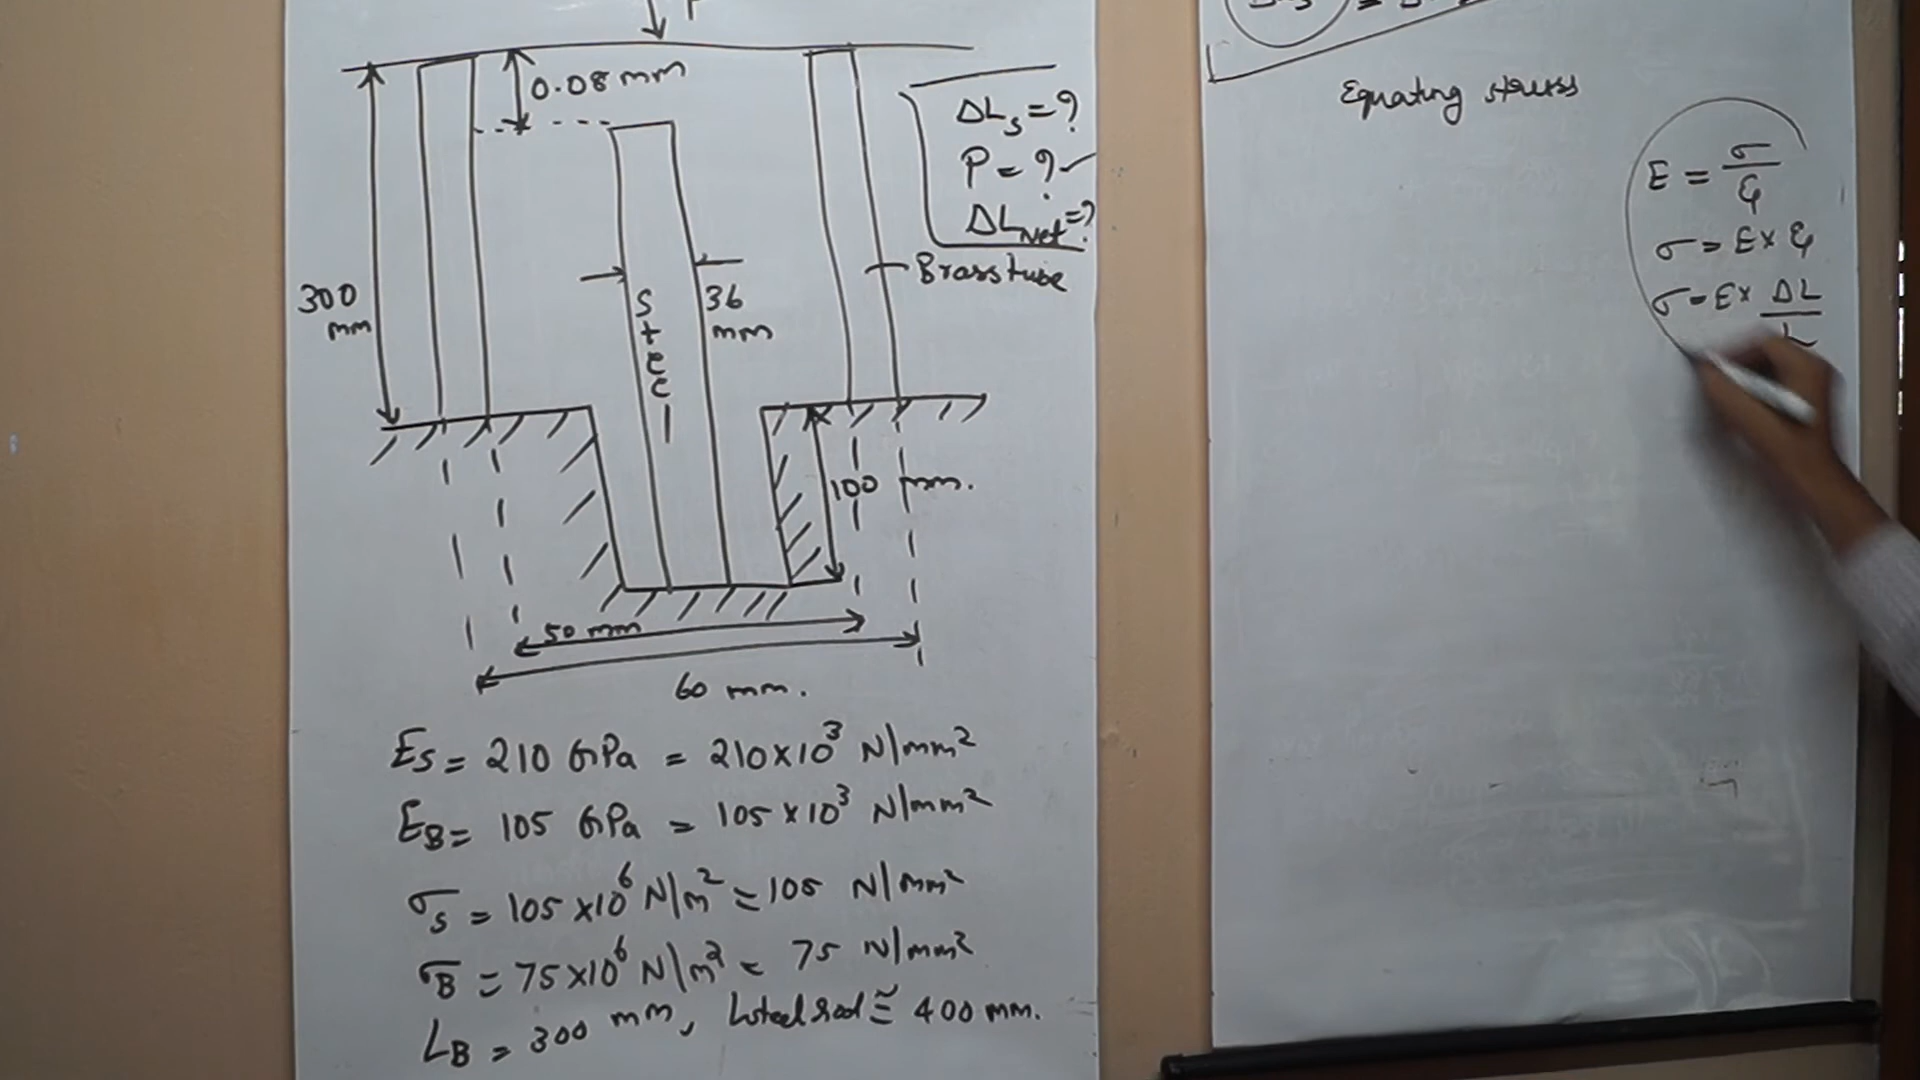 P
0.08 mm
ΔLs = ?
P = ?
ΔLNet = ?
Brass tube
300
mm
Steel
36
mm
100 mm.
50 mm
60 mm.
Es = 210 GPa = 210×10³ N/mm²
EB = 105 GPa = 105×10³ N/mm²
σs = 105×10⁶ N/m² = 105 N/mm²
σB = 75×10⁶ N/m² = 75 N/mm²
LB = 300 mm, Lsteel rod ≅ 400 mm.
Equating stress
E = σ/ε
σ = E × ε
σ = E × ΔL/L